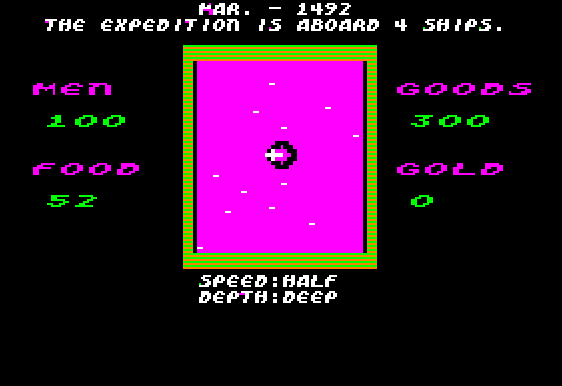 MAR. - 1492
THE EXPEDITION IS ABOARD 4 SHIPS.
MEN
100
FOOD
52
GOODS
300
GOLD
0
SPEED:HALF
DEPTH:DEEP